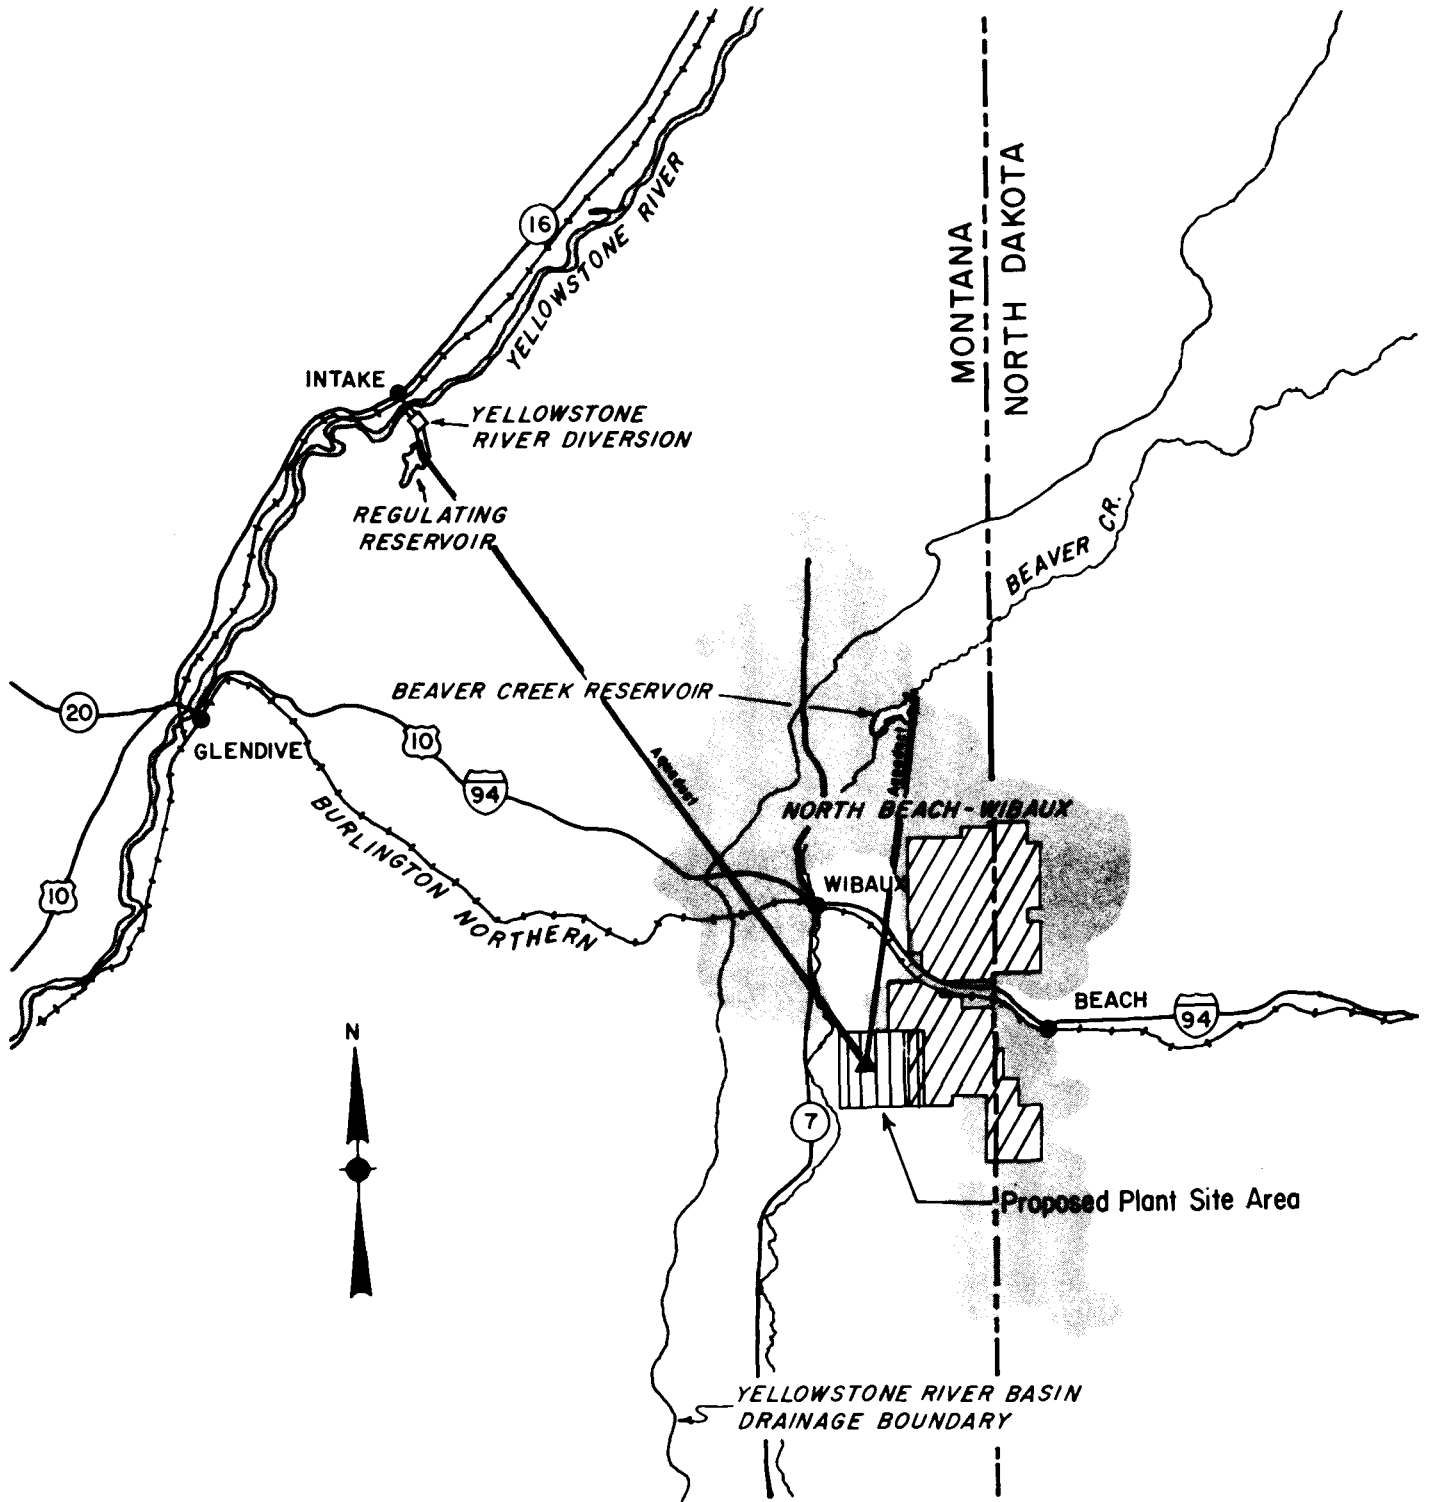 MONTANA
NORTH DAKOTA
16
YELLOWSTONE RIVER
INTAKE
YELLOWSTONE
RIVER DIVERSION
REGULATING
RESERVOIR
BEAVER CR.
BEAVER CREEK RESERVOIR
20
GLENDIVE
10
94
Aqueduct
Aqueduct
NORTH BEACH-WIBAUX
BURLINGTON NORTHERN
10
WIBAUX
BEACH
94
N
7
Proposed Plant Site Area
YELLOWSTONE RIVER BASIN
DRAINAGE BOUNDARY